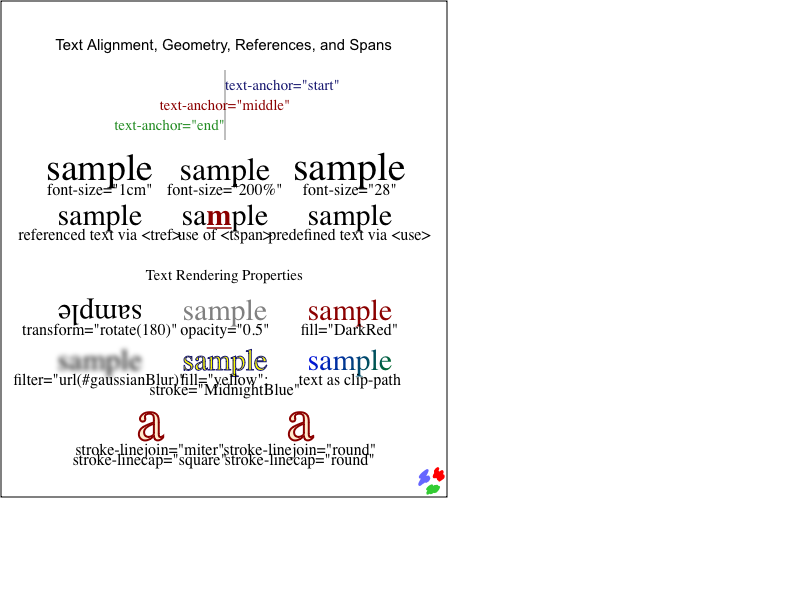 Text Alignment, Geometry, References, and Spans
text-anchor="start"
text-anchor="middle"
text-anchor="end"
sample sample sample
font-size="1cm" font-size="200%" font-size="28"
sample sample sample
referenced text via <tref> use of <tspan> predefined text via <use>
Text Rendering Properties
sample sample sample
transform="rotate(180)" opacity="0.5" fill="DarkRed"
sample sample sample
filter="url(#gaussianBlur)" fill="yellow"; text as clip-path
stroke="MidnightBlue"
a a
stroke-linejoin="miter" stroke-linejoin="round"
stroke-linecap="square" stroke-linecap="round"